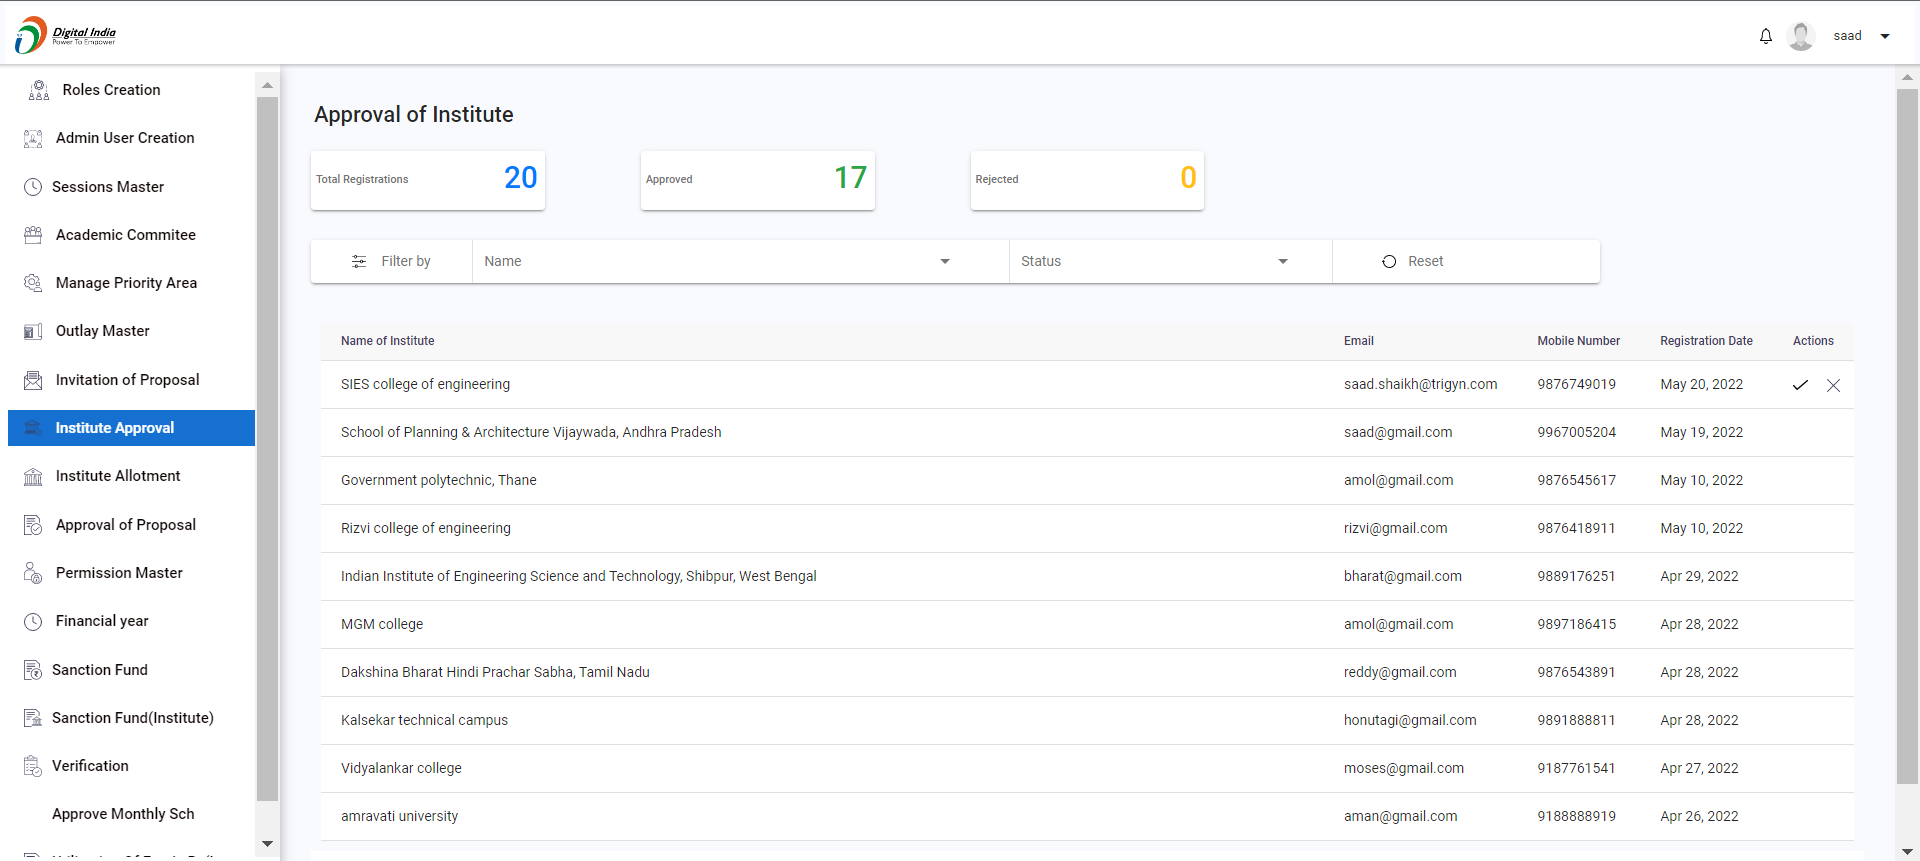 Digital India
Power To Empower
saad
Roles Creation
Admin User Creation
Sessions Master
Academic Commitee
Manage Priority Area
Outlay Master
Invitation of Proposal
Institute Approval
Institute Allotment
Approval of Proposal
Permission Master
Financial year
Sanction Fund
Sanction Fund(Institute)
Verification
Approve Monthly Sch
Approval of Institute
Total Registrations 20
Approved 17
Rejected 0
Filter by Name Status Reset
Name of Institute Email Mobile Number Registration Date Actions
SIES college of engineering saad.shaikh@trigyn.com 9876749019 May 20, 2022
School of Planning & Architecture Vijaywada, Andhra Pradesh saad@gmail.com 9967005204 May 19, 2022
Government polytechnic, Thane amol@gmail.com 9876545617 May 10, 2022
Rizvi college of engineering rizvi@gmail.com 9876418911 May 10, 2022
Indian Institute of Engineering Science and Technology, Shibpur, West Bengal bharat@gmail.com 9889176251 Apr 29, 2022
MGM college amol@gmail.com 9897186415 Apr 28, 2022
Dakshina Bharat Hindi Prachar Sabha, Tamil Nadu reddy@gmail.com 9876543891 Apr 28, 2022
Kalsekar technical campus honutagi@gmail.com 9891888811 Apr 28, 2022
Vidyalankar college moses@gmail.com 9187761541 Apr 27, 2022
amravati university aman@gmail.com 9188888919 Apr 26, 2022